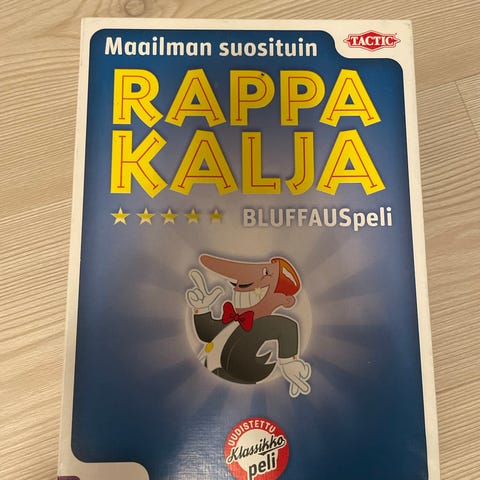 Maailman suosituin
TACTIC
RAPPA
KALJA
BLUFFAUSpeli
UUDISTETTU
Klassikko
peli